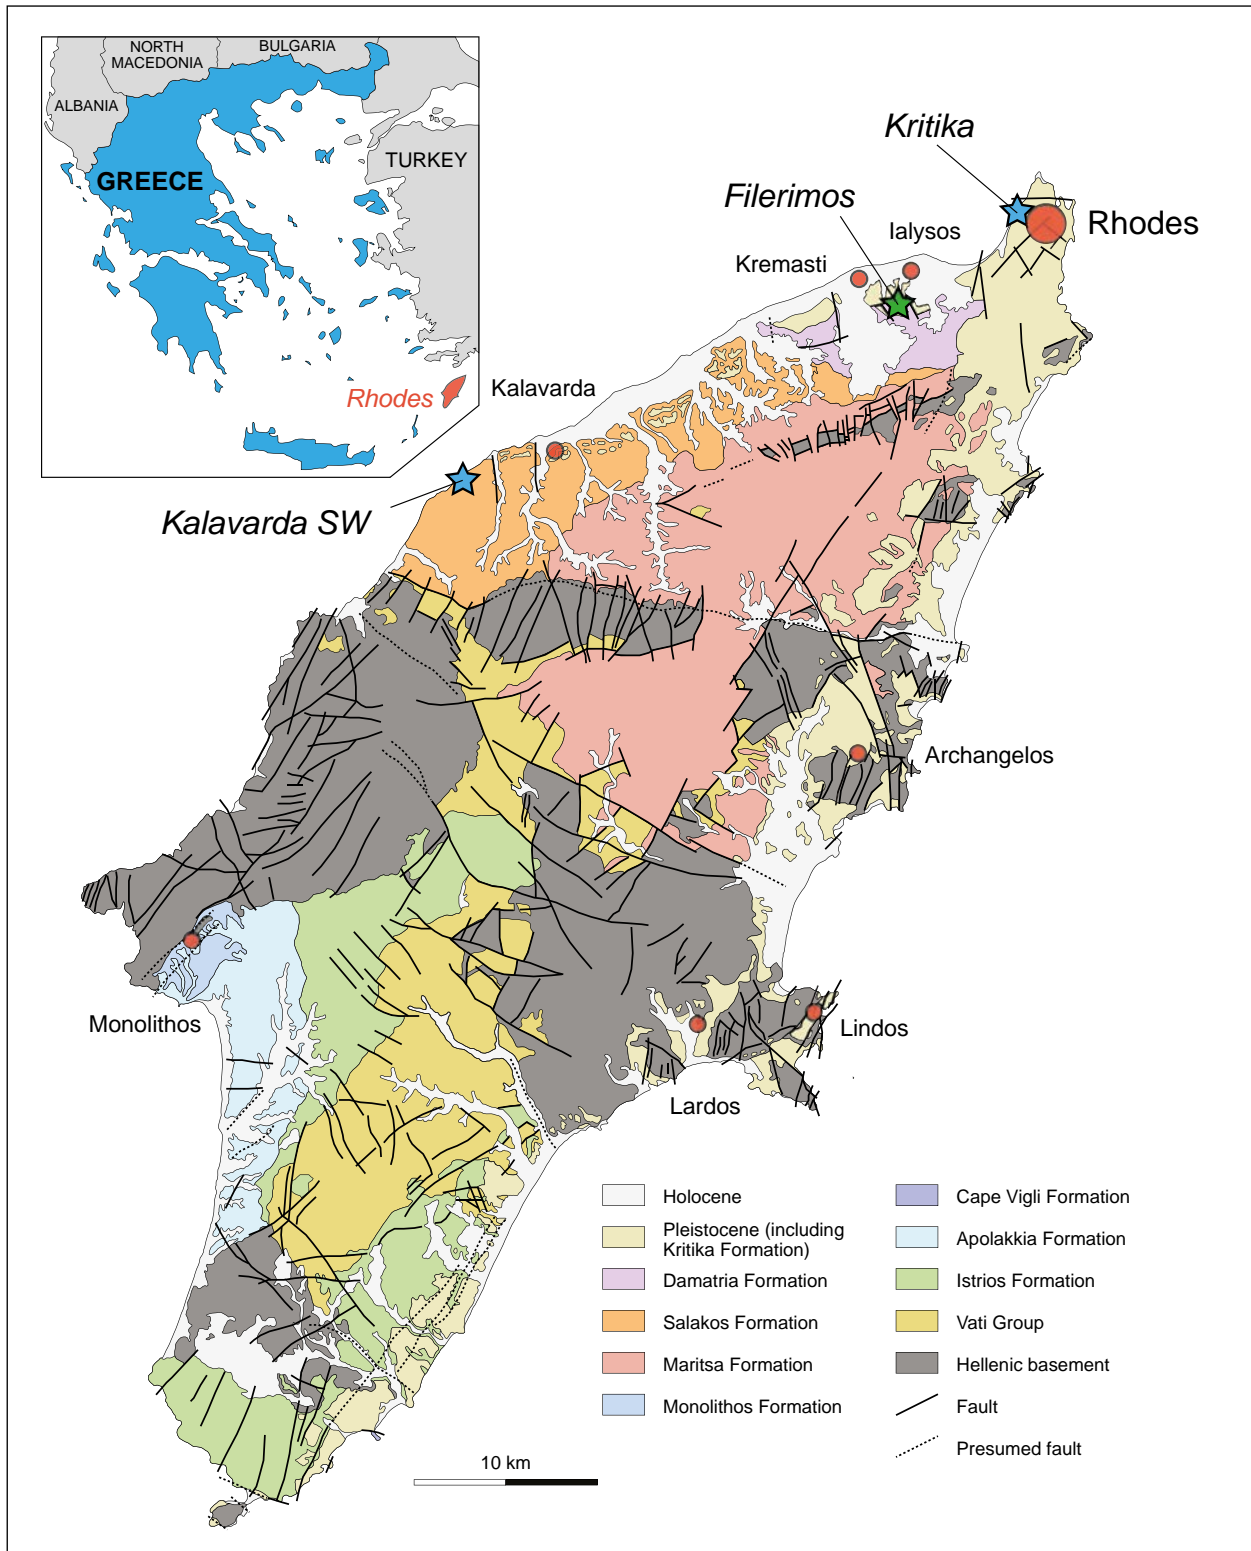 NORTH
MACEDONIA
BULGARIA
ALBANIA
GREECE
TURKEY
Rhodes
Kritika
Filerimos
Rhodes
Ialysos
Kremasti
Kalavarda
Kalavarda SW
Archangelos
Monolithos
Lindos
Lardos
Holocene
Pleistocene (including
Kritika Formation)
Damatria Formation
Salakos Formation
Maritsa Formation
Monolithos Formation
Cape Vigli Formation
Apolakkia Formation
Istrios Formation
Vati Group
Hellenic basement
Fault
Presumed fault
10 km